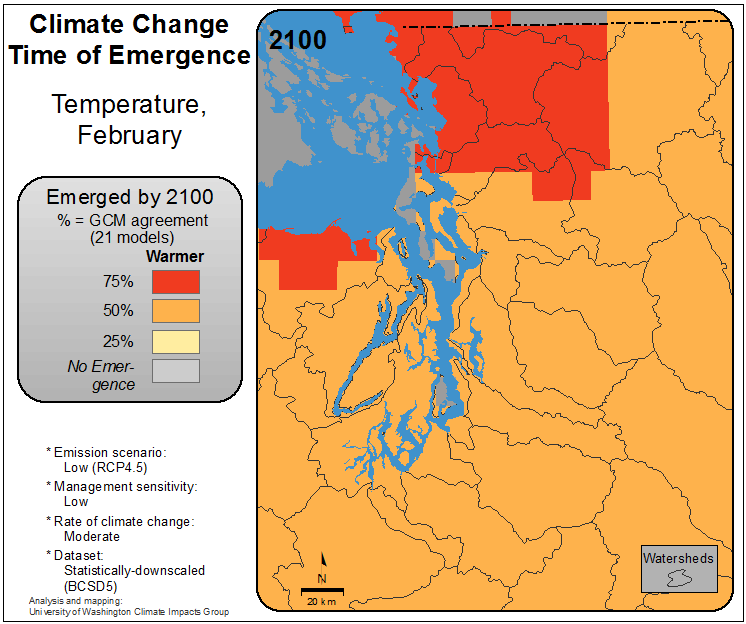 Climate Change
Time of Emergence
Temperature,
February
Emerged by 2100
% = GCM agreement
(21 models)
Warmer
75%
50%
25%
No Emer-
gence
* Emission scenario:
Low (RCP4.5)
* Management sensitivity:
Low
* Rate of climate change:
Moderate
* Dataset:
Statistically-downscaled
(BCSD5)
Analysis and mapping:
University of Washington Climate Impacts Group
2100
N
20 km
Watersheds